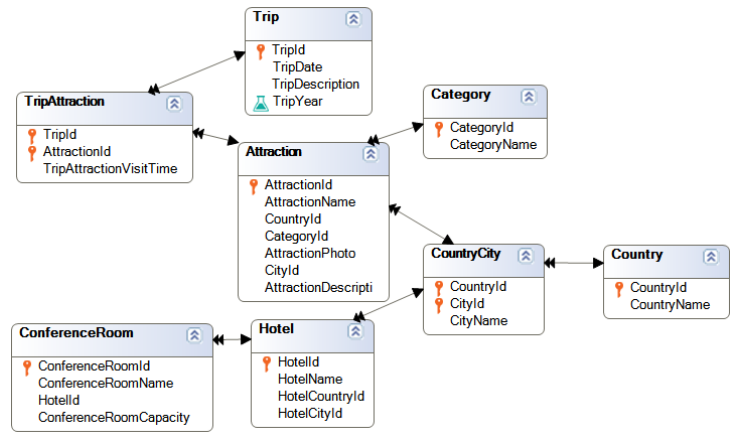 Trip
TripId
TripDate
TripDescription
TripYear
TripAttraction
TripId
AttractionId
TripAttractionVisitTime
Category
CategoryId
CategoryName
Attraction
AttractionId
AttractionName
CountryId
CategoryId
AttractionPhoto
CityId
AttractionDescripti
CountryCity
CountryId
CityId
CityName
Country
CountryId
CountryName
ConferenceRoom
ConferenceRoomId
ConferenceRoomName
HotelId
ConferenceRoomCapacity
Hotel
HotelId
HotelName
HotelCountryId
HotelCityId